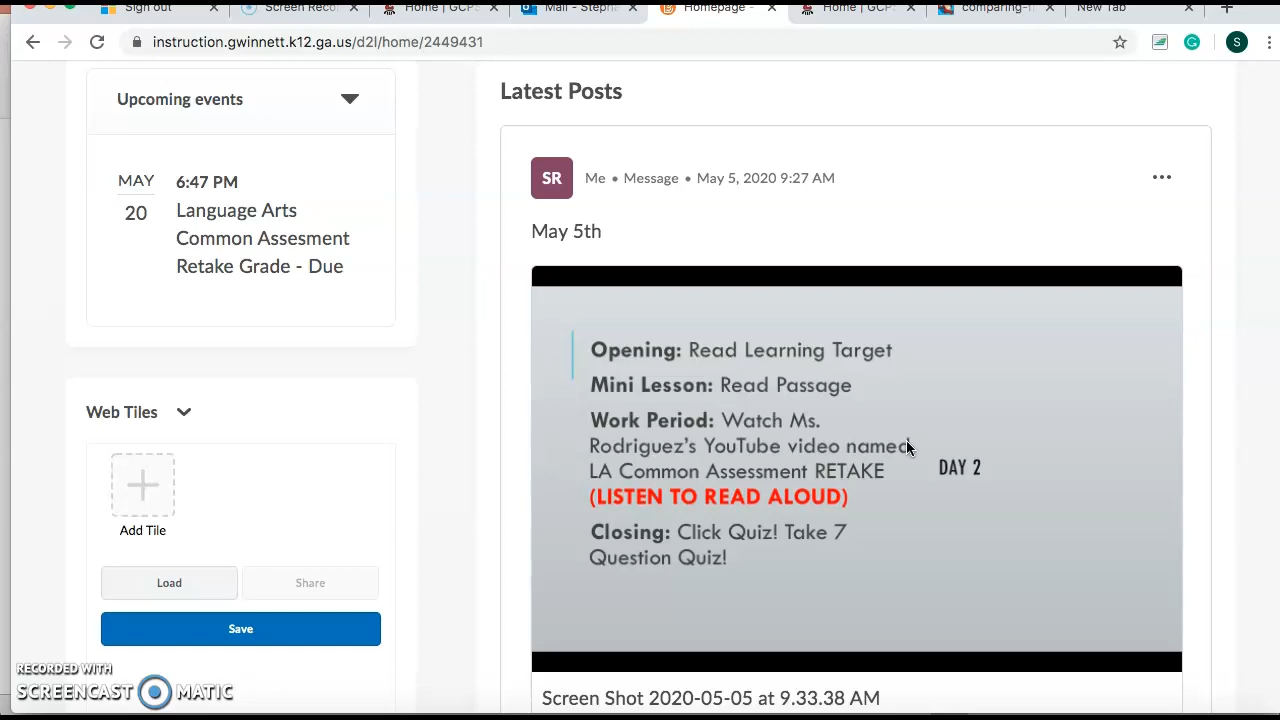 Sign out
Screen Reco
Home | GCPS
Mail - Stepha
Homepage -
Home | GCPS
comparing-f
New Tab
instruction.gwinnett.k12.ga.us/d2l/home/2449431
S
Upcoming events
MAY
20
6:47 PM
Language Arts
Common Assesment
Retake Grade - Due
Web Tiles
Add Tile
Load
Share
Save
Latest Posts
SR
Me • Message • May 5, 2020 9:27 AM
May 5th
Opening: Read Learning Target
Mini Lesson: Read Passage
Work Period: Watch Ms.
Rodriguez's YouTube video named
LA Common Assessment RETAKE
(LISTEN TO READ ALOUD)
Closing: Click Quiz! Take 7
Question Quiz!
DAY 2
Screen Shot 2020-05-05 at 9.33.38 AM
RECORDED WITH
SCREENCAST MATIC